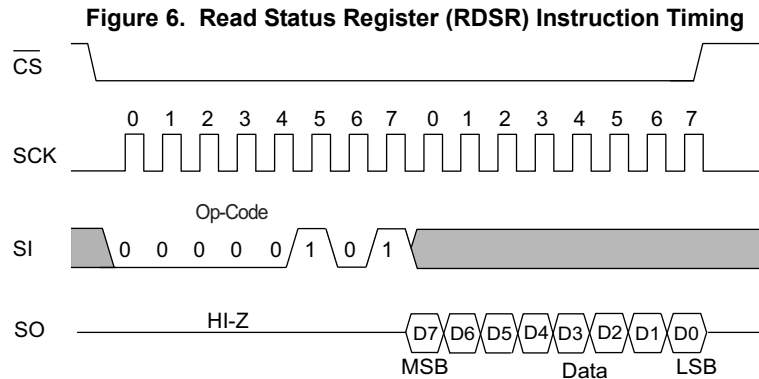 Figure 6. Read Status Register (RDSR) Instruction Timing
CS
0 1 2 3 4 5 6 7 0 1 2 3 4 5 6 7
SCK
Op-Code
SI 0 0 0 0 0 1 0 1
HI-Z
SO D7 D6 D5 D4 D3 D2 D1 D0
MSB Data LSB